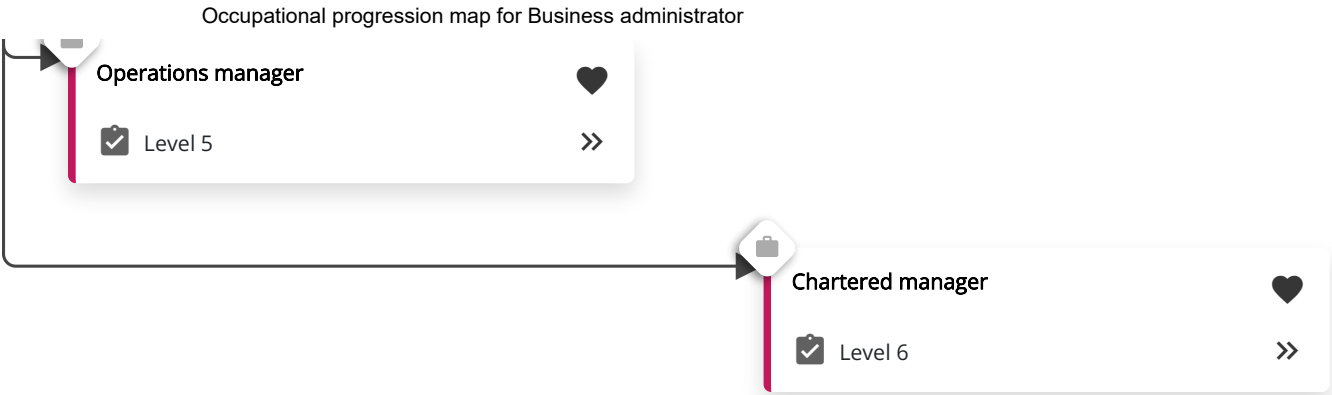 Occupational progression map for Business administrator
Operations manager
Level 5
Chartered manager
Level 6